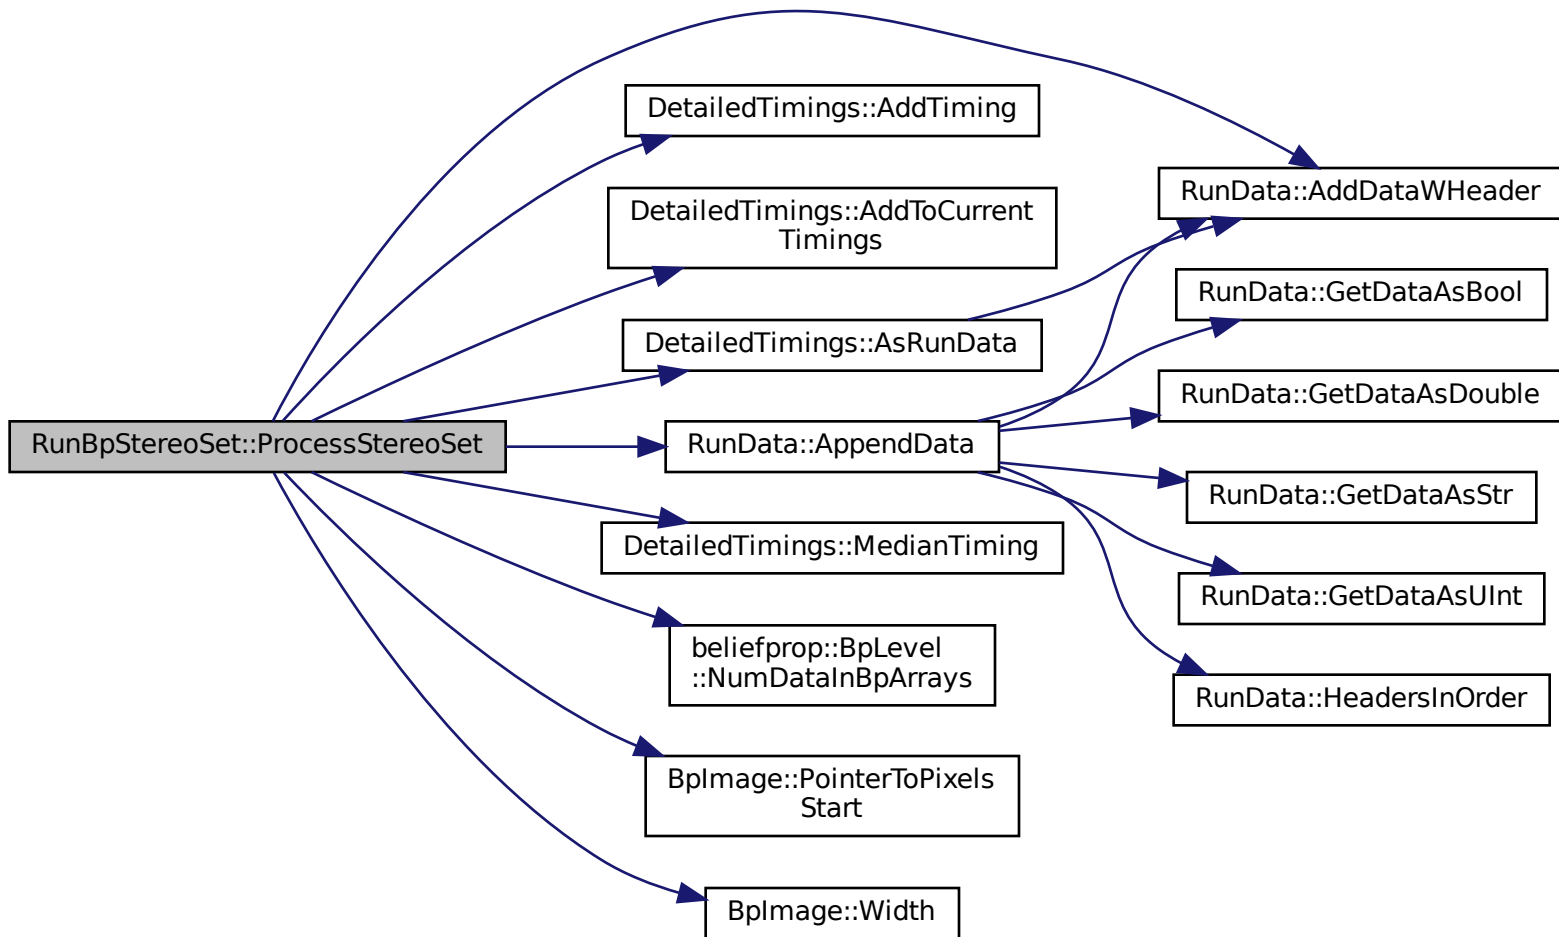 RunBpStereoSet::ProcessStereoSet
DetailedTimings::AddTiming
DetailedTimings::AddToCurrent
Timings
DetailedTimings::AsRunData
RunData::AppendData
DetailedTimings::MedianTiming
beliefprop::BpLevel
::NumDataInBpArrays
BpImage::PointerToPixels
Start
BpImage::Width
RunData::AddDataWHeader
RunData::GetDataAsBool
RunData::GetDataAsDouble
RunData::GetDataAsStr
RunData::GetDataAsUInt
RunData::HeadersInOrder